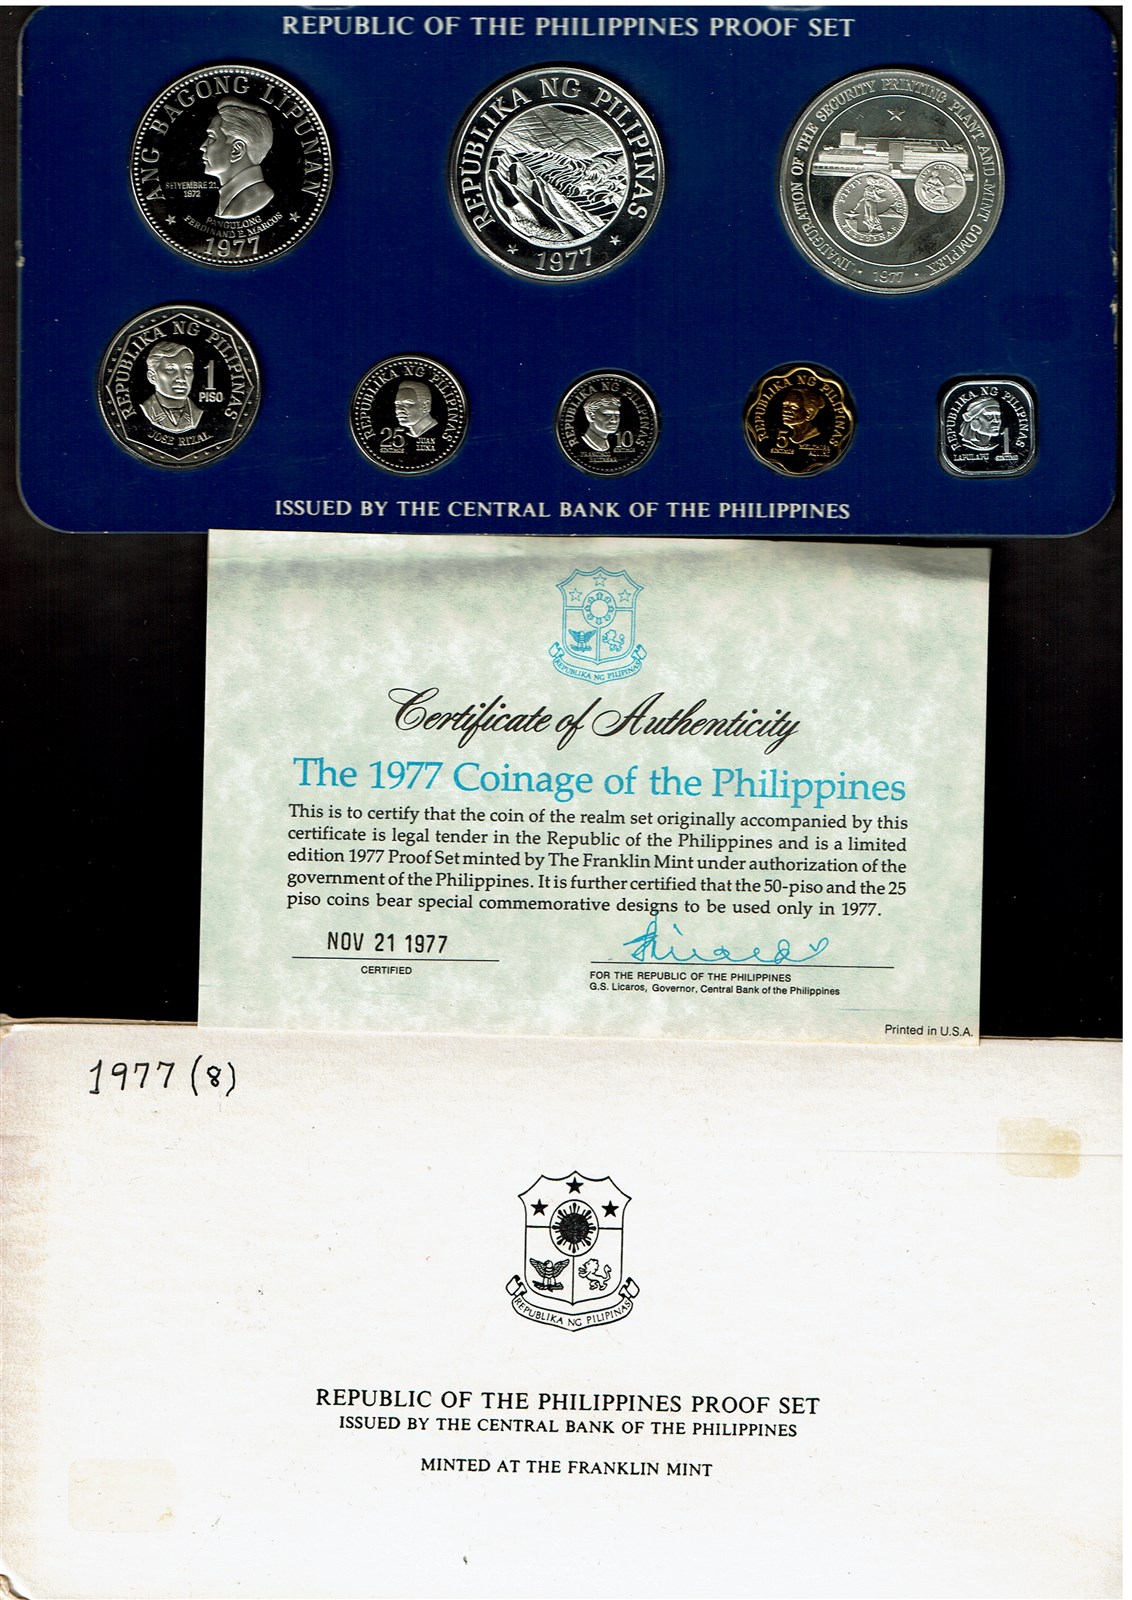 REPUBLIC OF THE PHILIPPINES PROOF SET
ANG BAGONG LIPUNAN
SETYEMBRE 21,
1972
PANGULONG
FERDINAND E. MARCOS
1977
REPUBLIKA NG PILIPINAS
1977
INAUGURATION OF THE SECURITY PRINTING PLANT AND MINT COMPLEX
1977
REPUBLIKA NG PILIPINAS
1
PISO
JOSE RIZAL
REPUBLIKA NG PILIPINAS
25
SENTIMOS
JUAN
LUNA
REPUBLIKA NG PILIPINAS
10
REPUBLIKA NG PILIPINAS
5
REPUBLIKA NG PILIPINAS
LAPULAPU
1
SENTIMO
ISSUED BY THE CENTRAL BANK OF THE PHILIPPINES
REPUBLIKA NG PILIPINAS
Certificate of Authenticity
The 1977 Coinage of the Philippines
This is to certify that the coin of the realm set originally accompanied by this
certificate is legal tender in the Republic of the Philippines and is a limited
edition 1977 Proof Set minted by The Franklin Mint under authorization of the
government of the Philippines. It is further certified that the 50-piso and the 25
piso coins bear special commemorative designs to be used only in 1977.
NOV 21 1977
CERTIFIED
FOR THE REPUBLIC OF THE PHILIPPINES
G.S. Licaros, Governor, Central Bank of the Philippines
Printed in U.S.A.
1977 (8)
REPUBLIKA NG PILIPINAS
REPUBLIC OF THE PHILIPPINES PROOF SET
ISSUED BY THE CENTRAL BANK OF THE PHILIPPINES
MINTED AT THE FRANKLIN MINT